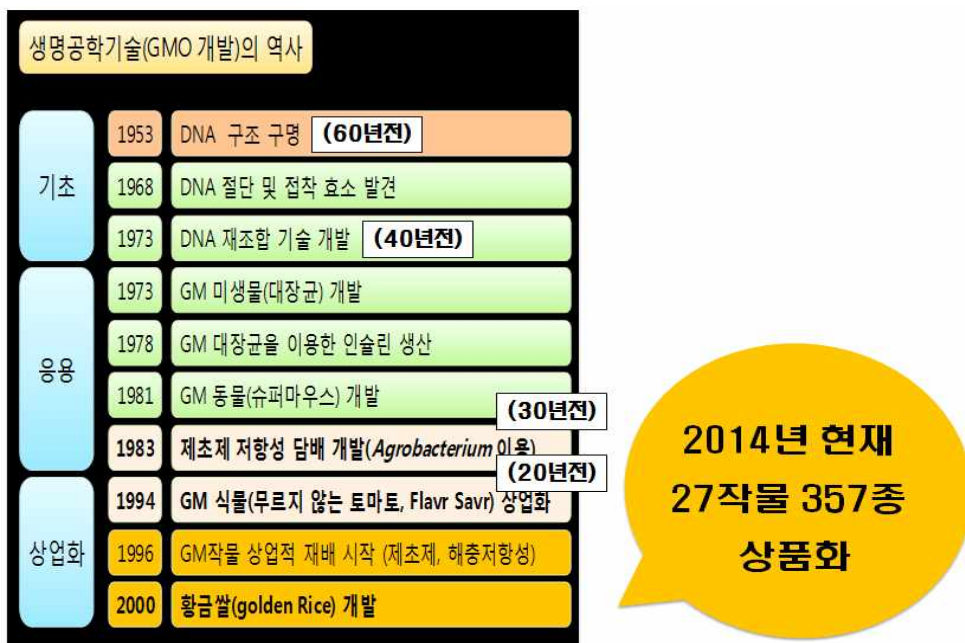 생명공학기술(GMO 개발)의 역사
기초
1953 DNA 구조 구명 (60년전)
1968 DNA 절단 및 접착 효소 발견
1973 DNA 재조합 기술 개발 (40년전)
응용
1973 GM 미생물(대장균) 개발
1978 GM 대장균을 이용한 인슐린 생산
1981 GM 동물(슈퍼마우스) 개발
(30년전)
1983 제초제 저항성 담배 개발(Agrobacterium 이용)
(20년전)
상업화
1994 GM 식물(무르지 않는 토마토, Flavr Savr) 상업화
1996 GM작물 상업적 재배 시작 (제초제, 해충저항성)
2000 황금쌀(golden Rice) 개발
2014년 현재
27작물 357종
상품화